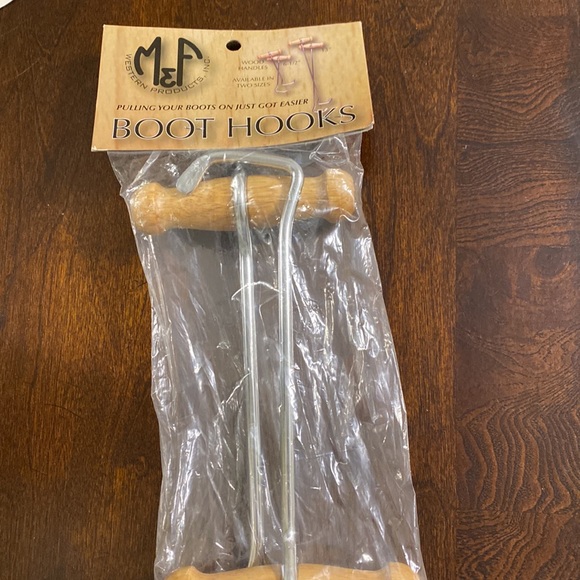 M&F
WESTERN PRODUCTS, INC.
WOOD
HANDLES
AVAILABLE IN
TWO SIZES
PULLING YOUR BOOTS ON JUST GOT EASIER
BOOT HOOKS